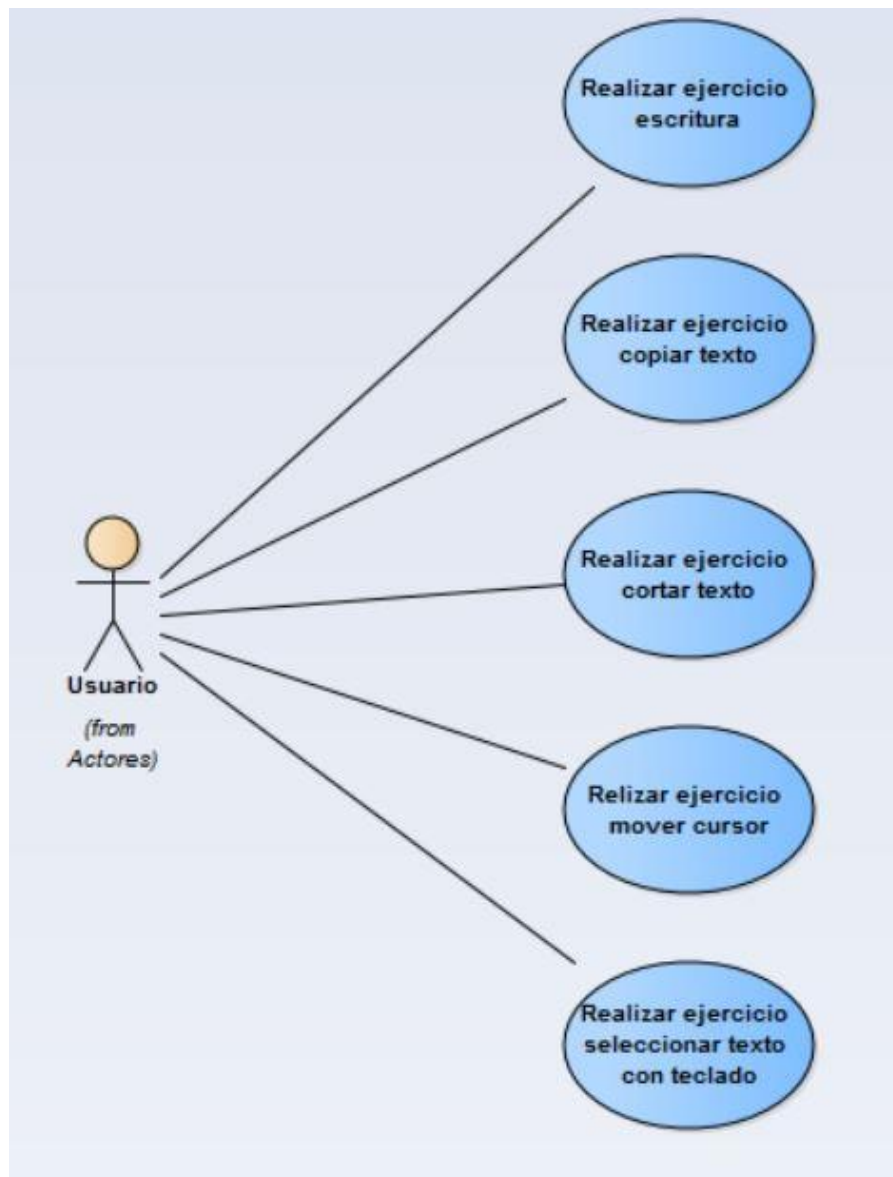 Realizar ejercicio
escritura
Realizar ejercicio
copiar texto
Realizar ejercicio
cortar texto
Usuario
(from
Actores)
Relizar ejercicio
mover cursor
Realizar ejercicio
seleccionar texto
con teclado